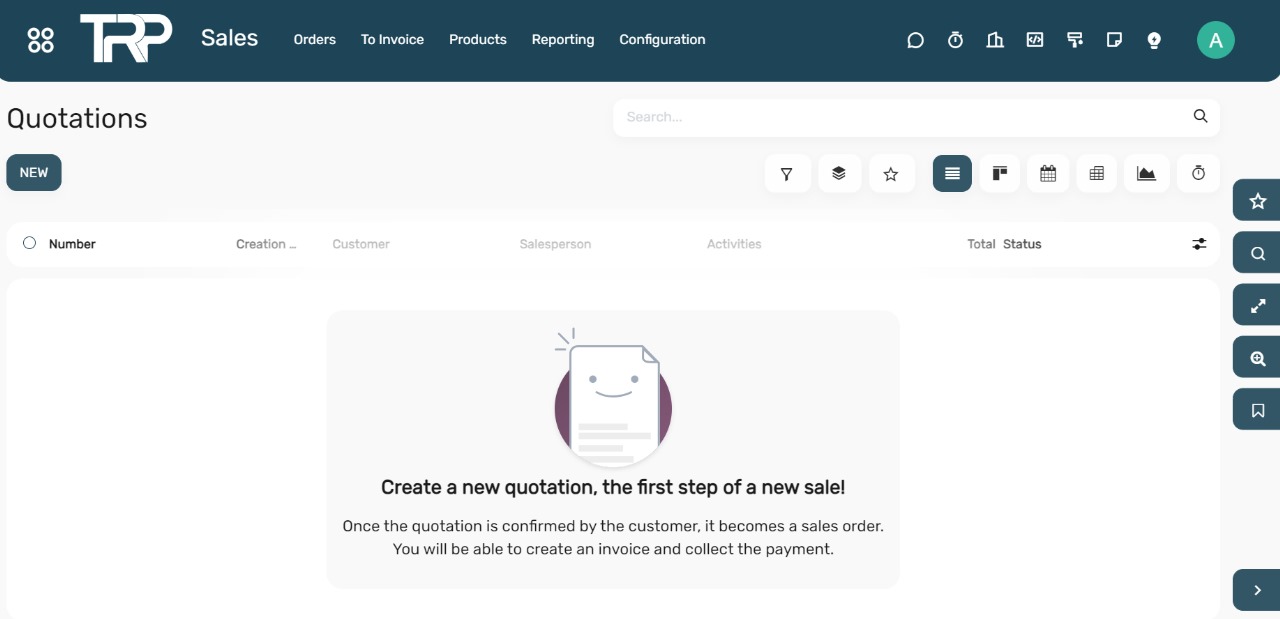 TRP Sales Orders To Invoice Products Reporting Configuration A
Quotations
Search...
NEW
Number Creation ... Customer Salesperson Activities Total Status
Create a new quotation, the first step of a new sale!
Once the quotation is confirmed by the customer, it becomes a sales order.
You will be able to create an invoice and collect the payment.